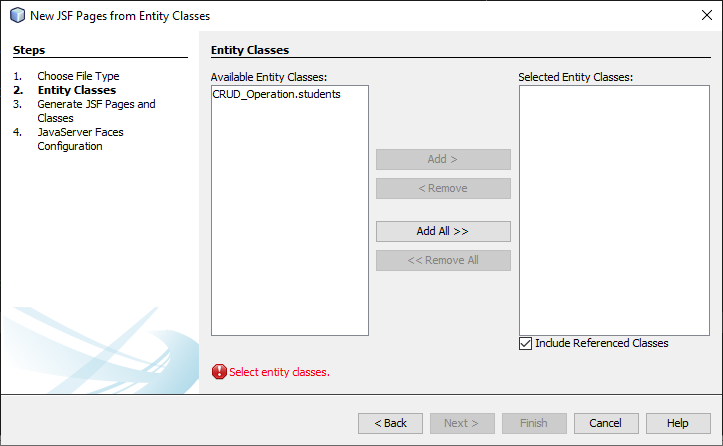 New JSF Pages from Entity Classes
Steps
1. Choose File Type
2. Entity Classes
3. Generate JSF Pages and
Classes
4. JavaServer Faces
Configuration
Entity Classes
Available Entity Classes:
CRUD_Operation.students
Add >
< Remove
Add All >>
<< Remove All
Selected Entity Classes:
Include Referenced Classes
Select entity classes.
< Back
Next >
Finish
Cancel
Help